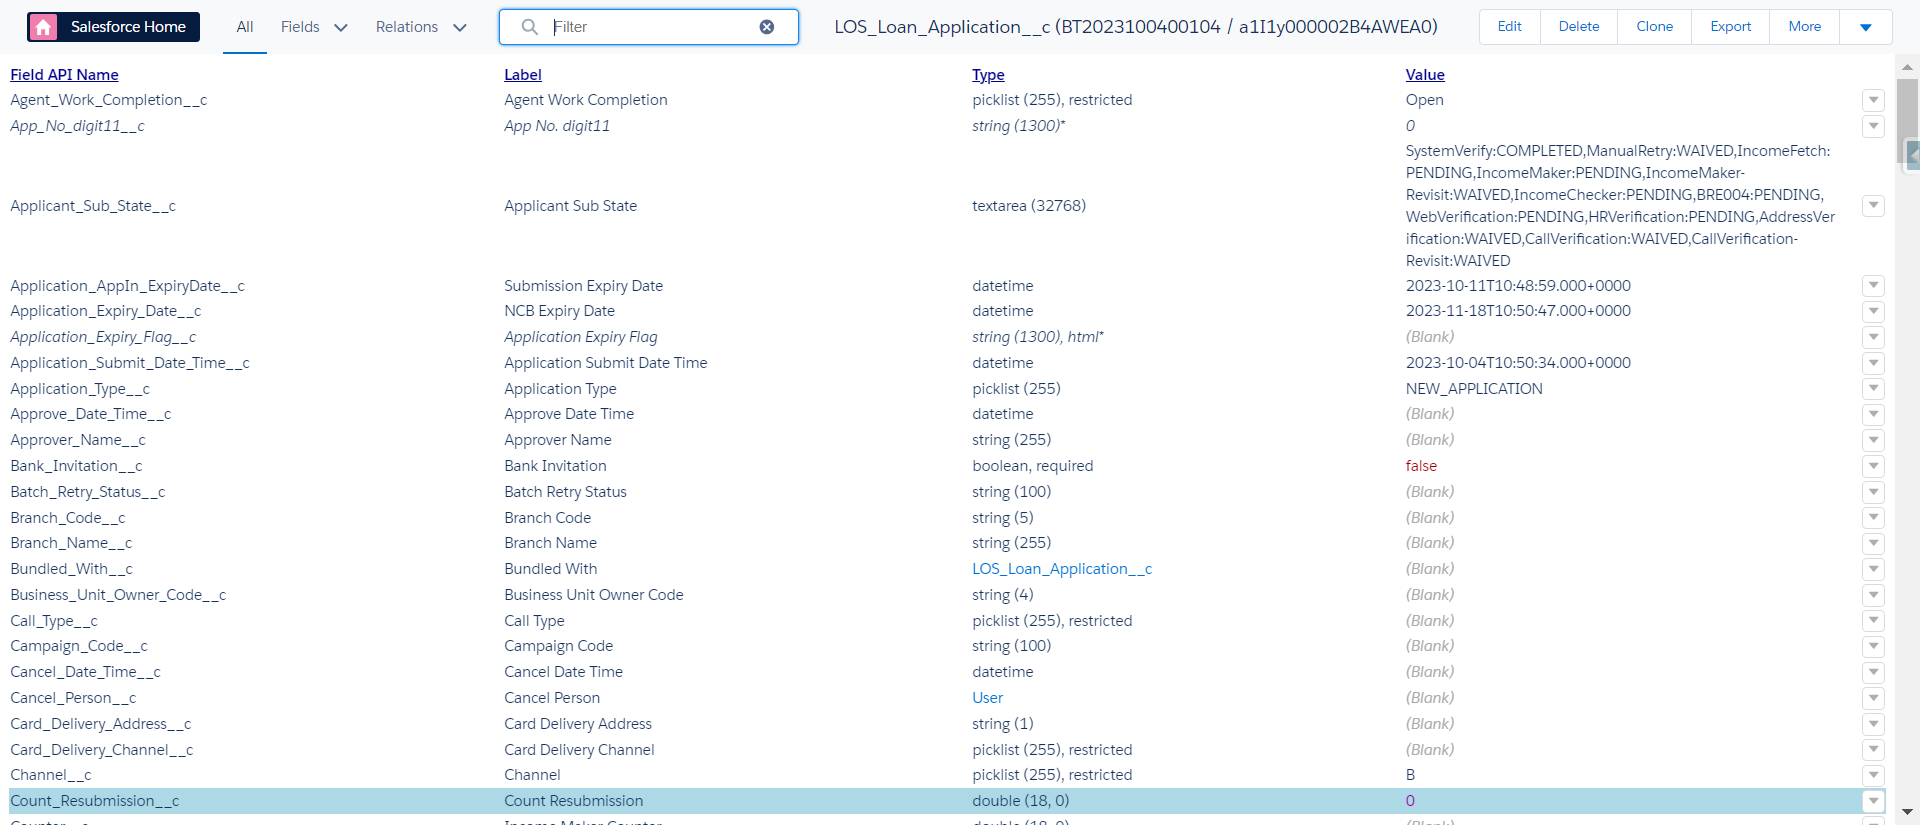 Salesforce Home All Fields Relations Filter LOS_Loan_Application__c (BT2023100400104 / a1I1y000002B4AWEA0) Edit Delete Clone Export More
Field API Name Label Type Value
Agent_Work_Completion__c Agent Work Completion picklist (255), restricted Open
App_No_digit11__c App No. digit11 string (1300)* 0
SystemVerify:COMPLETED,ManualRetry:WAIVED,IncomeFetch:
PENDING,IncomeMaker:PENDING,IncomeMaker-
Revisit:WAIVED,IncomeChecker:PENDING,BRE004:PENDING,
Applicant_Sub_State__c Applicant Sub State textarea (32768)
WebVerification:PENDING,HRVerification:PENDING,AddressVer
ification:WAIVED,CallVerification:WAIVED,CallVerification-
Revisit:WAIVED
Application_AppIn_ExpiryDate__c Submission Expiry Date datetime 2023-10-11T10:48:59.000+0000
Application_Expiry_Date__c NCB Expiry Date datetime 2023-11-18T10:50:47.000+0000
Application_Expiry_Flag__c Application Expiry Flag string (1300), html* (Blank)
Application_Submit_Date_Time__c Application Submit Date Time datetime 2023-10-04T10:50:34.000+0000
Application_Type__c Application Type picklist (255) NEW_APPLICATION
Approve_Date_Time__c Approve Date Time datetime (Blank)
Approver_Name__c Approver Name string (255) (Blank)
Bank_Invitation__c Bank Invitation boolean, required false
Batch_Retry_Status__c Batch Retry Status string (100) (Blank)
Branch_Code__c Branch Code string (5) (Blank)
Branch_Name__c Branch Name string (255) (Blank)
Bundled_With__c Bundled With LOS_Loan_Application__c (Blank)
Business_Unit_Owner_Code__c Business Unit Owner Code string (4) (Blank)
Call_Type__c Call Type picklist (255), restricted (Blank)
Campaign_Code__c Campaign Code string (100) (Blank)
Cancel_Date_Time__c Cancel Date Time datetime (Blank)
Cancel_Person__c Cancel Person User (Blank)
Card_Delivery_Address__c Card Delivery Address string (1) (Blank)
Card_Delivery_Channel__c Card Delivery Channel picklist (255), restricted (Blank)
Channel__c Channel picklist (255), restricted B
Count_Resubmission__c Count Resubmission double (18, 0) 0